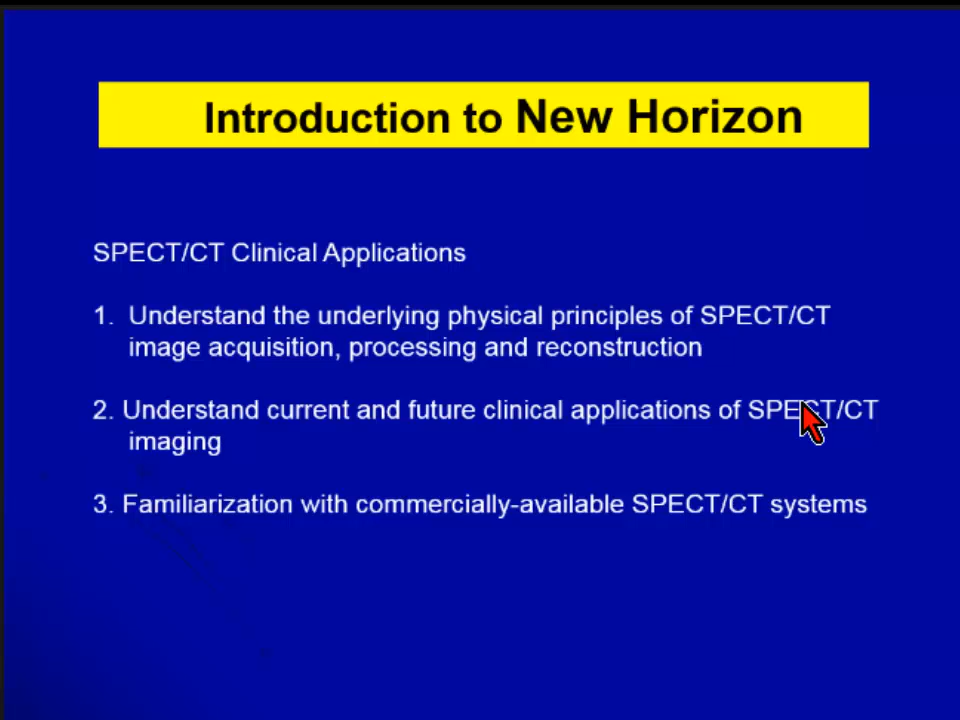 Introduction to New Horizon
SPECT/CT Clinical Applications
1. Understand the underlying physical principles of SPECT/CT
image acquisition, processing and reconstruction
2. Understand current and future clinical applications of SPECT/CT
imaging
3. Familiarization with commercially-available SPECT/CT systems